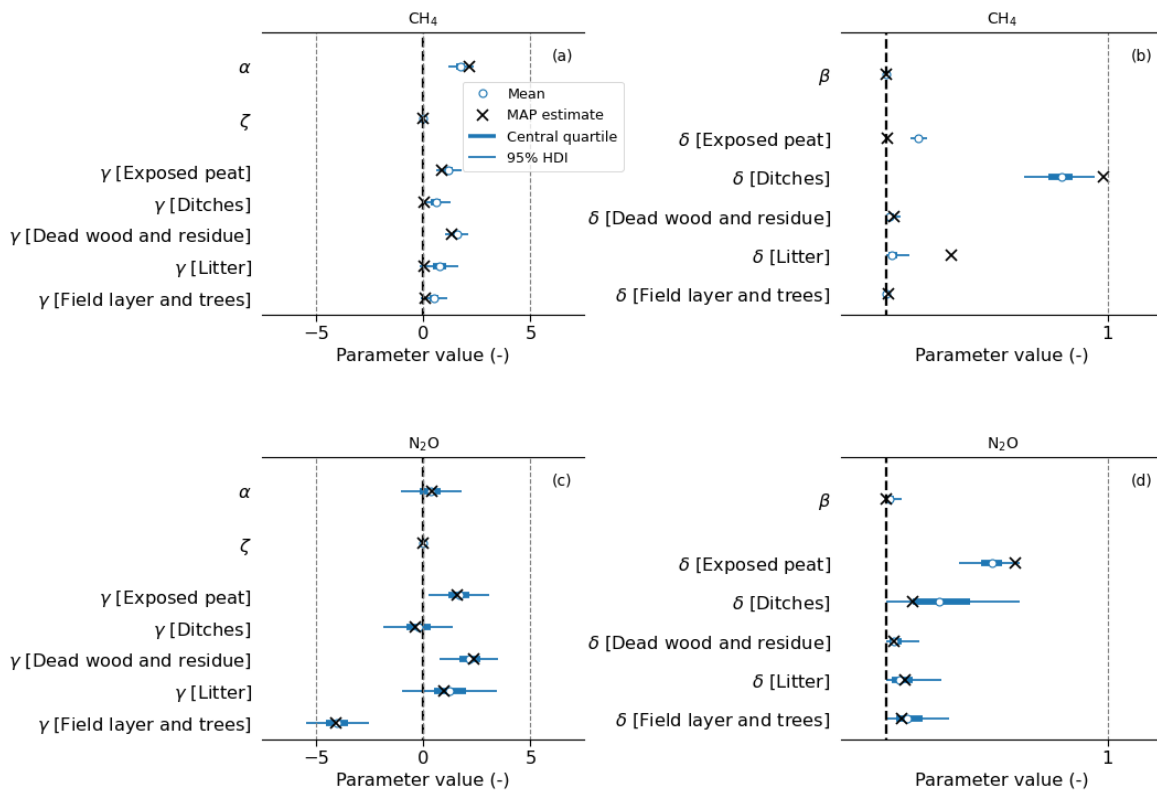 CH₄
(a)
α
Mean
MAP estimate
Central quartile
95% HDI
ζ
γ [Exposed peat]
γ [Ditches]
γ [Dead wood and residue]
γ [Litter]
γ [Field layer and trees]
−5 0 5
Parameter value (-)
CH₄
(b)
β
δ [Exposed peat]
δ [Ditches]
δ [Dead wood and residue]
δ [Litter]
δ [Field layer and trees]
1
Parameter value (-)
N₂O
(c)
α
ζ
γ [Exposed peat]
γ [Ditches]
γ [Dead wood and residue]
γ [Litter]
γ [Field layer and trees]
−5 0 5
Parameter value (-)
N₂O
(d)
β
δ [Exposed peat]
δ [Ditches]
δ [Dead wood and residue]
δ [Litter]
δ [Field layer and trees]
1
Parameter value (-)